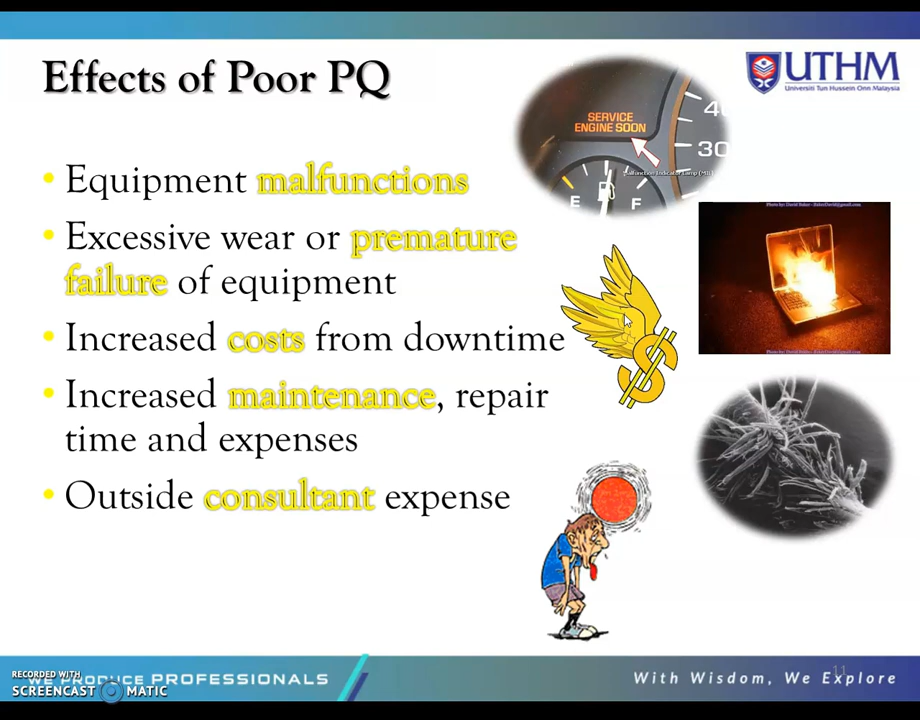 Effects of Poor PQ
UTHM
Universiti Tun Hussein Onn Malaysia
SERVICE
ENGINE SOON
40
30
E
F
• Equipment malfunctions
• Excessive wear or premature
failure of equipment
• Increased costs from downtime
• Increased maintenance, repair
time and expenses
• Outside consultant expense
$
RECORDED WITH
SCREENCAST MATIC
WE PRODUCE PROFESSIONALS
With Wisdom, We Explore
11